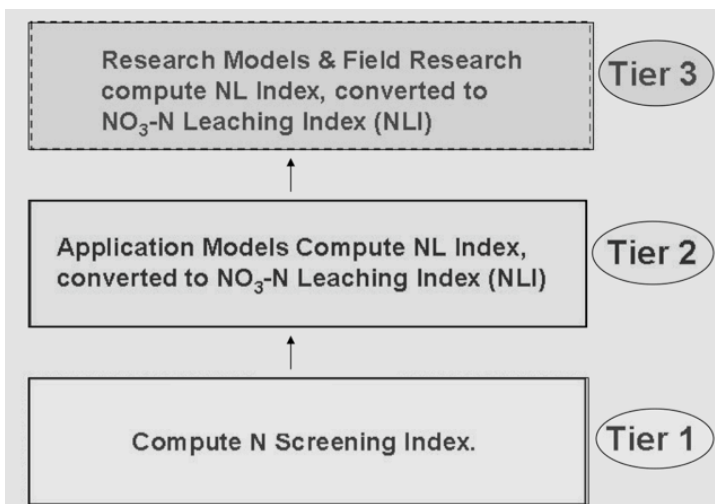 Research Models & Field Research
compute NL Index, converted to
NO₃-N Leaching Index (NLI)
Tier 3
Application Models Compute NL Index,
converted to NO₃-N Leaching Index (NLI)
Tier 2
Compute N Screening Index.
Tier 1